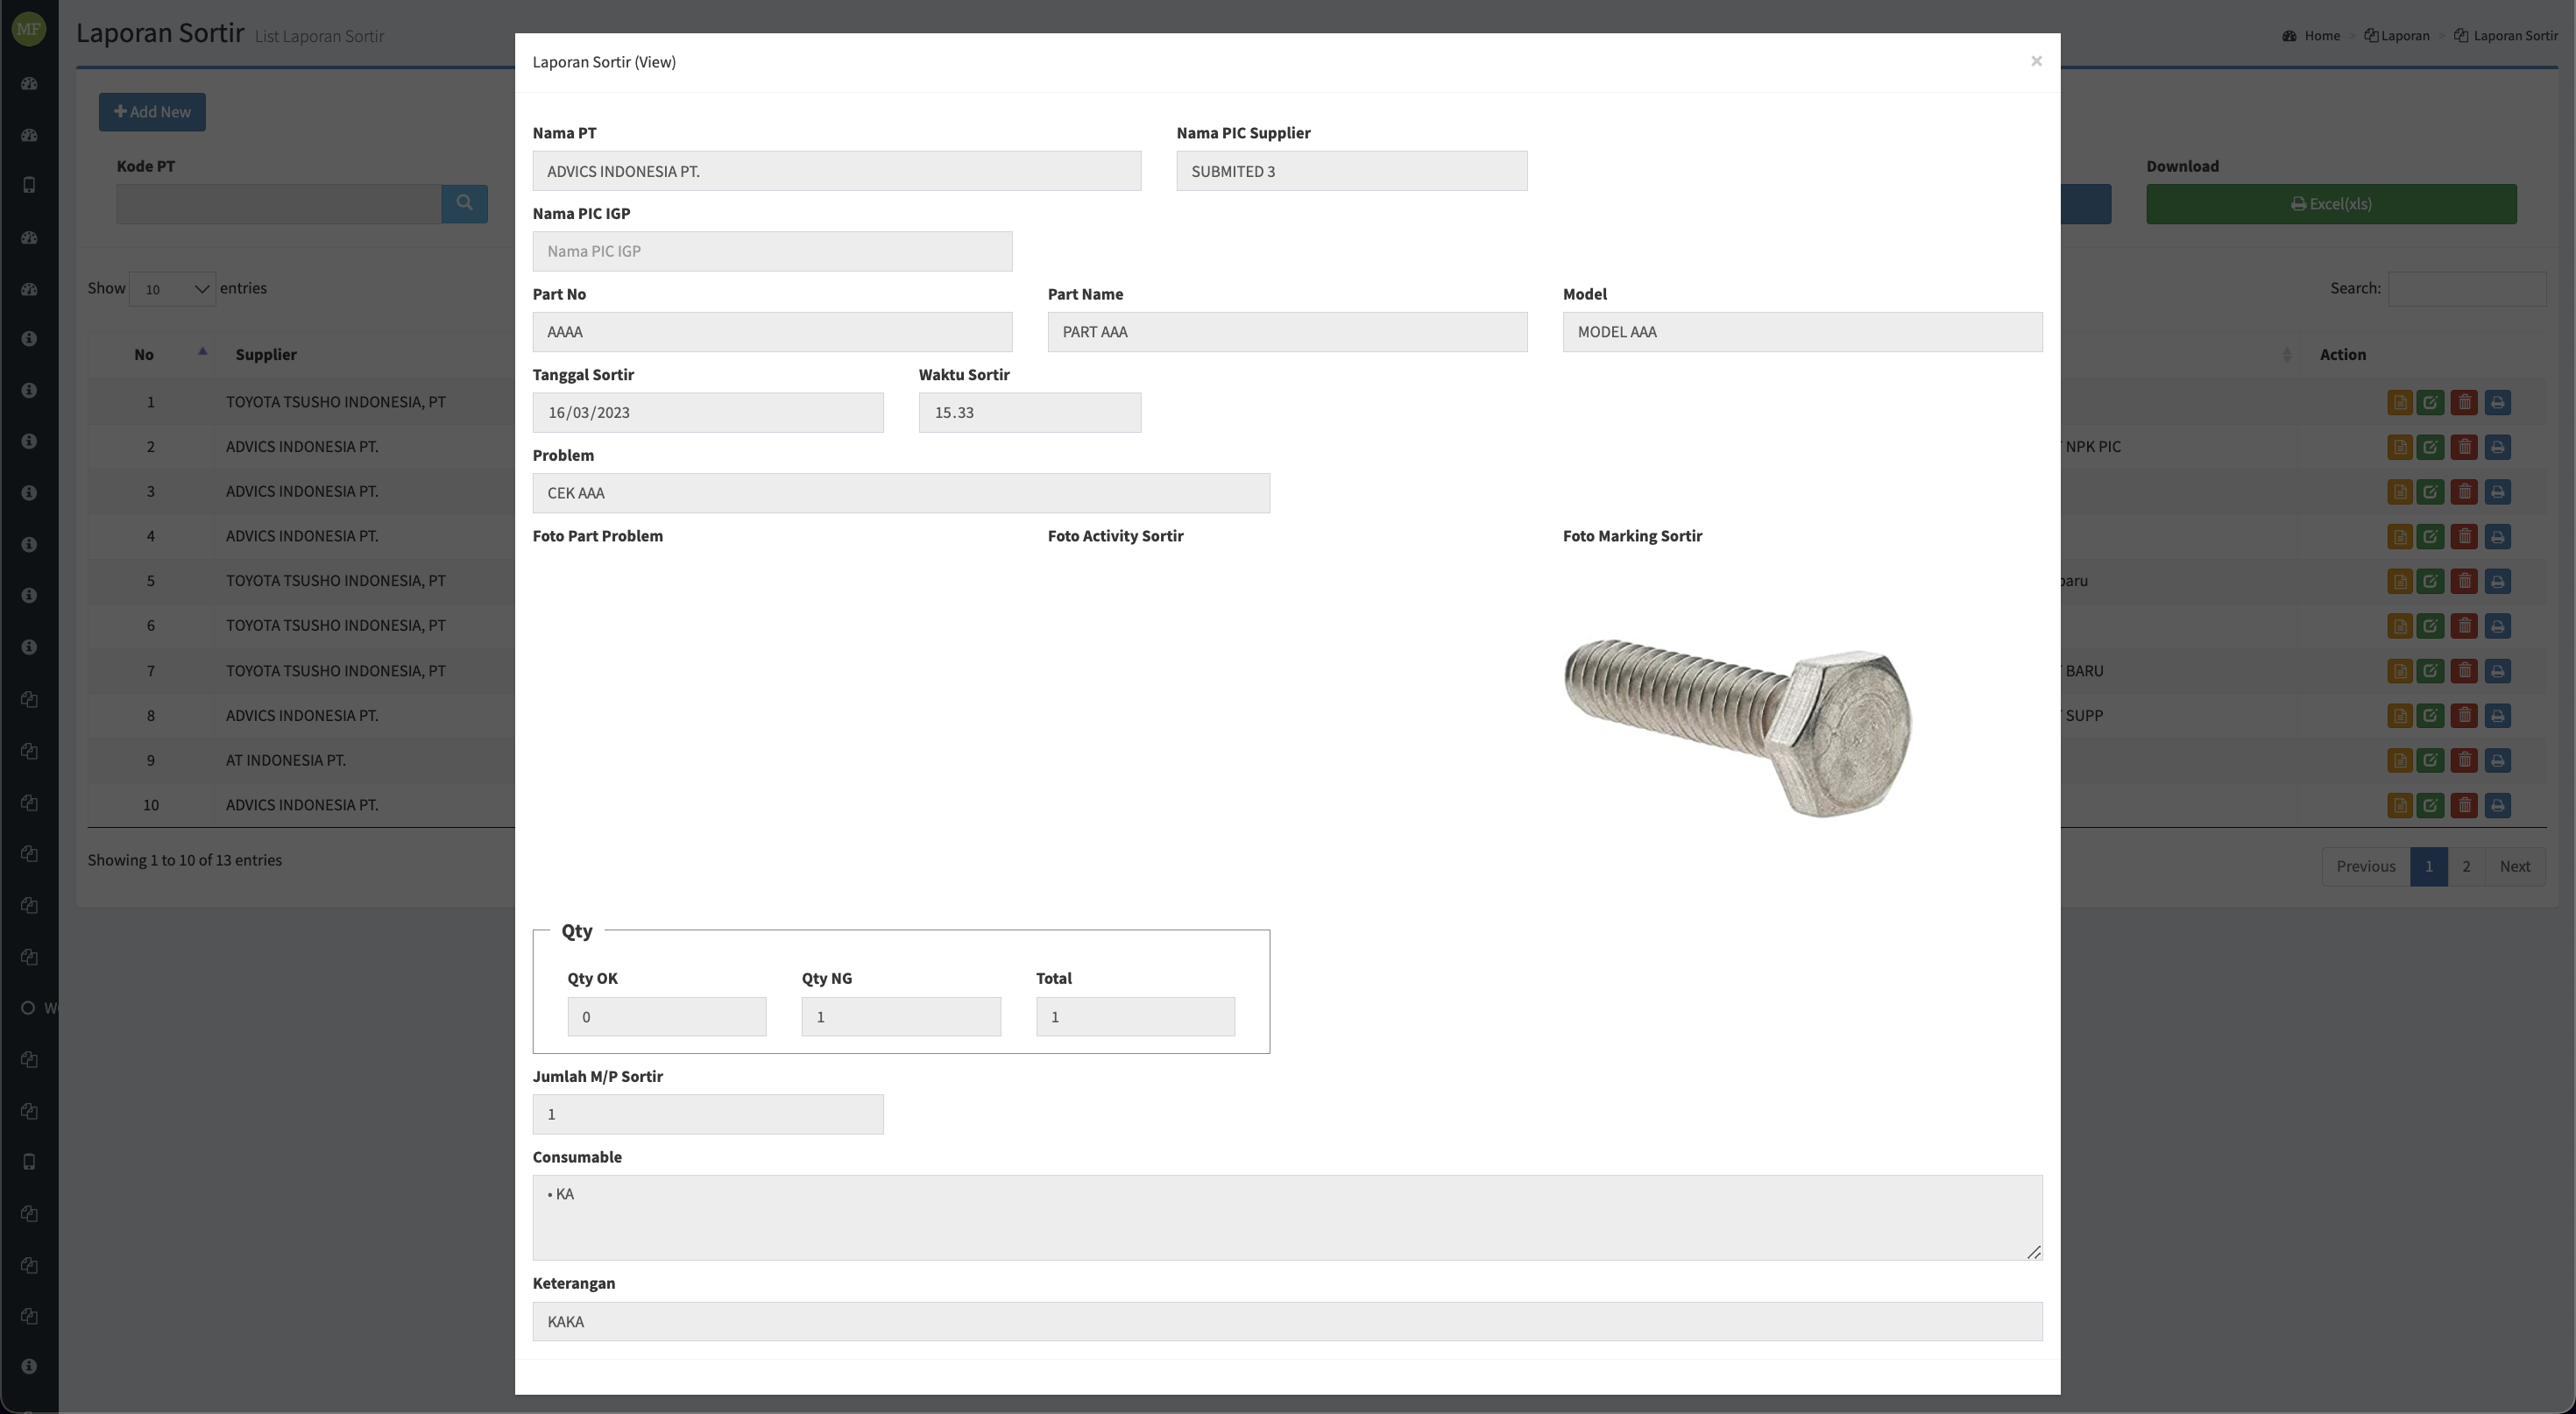 MF
Laporan Sortir List Laporan Sortir
Home > Laporan > Laporan Sortir
Add New
Kode PT
Download
Excel(xls)
Show 10 entries
Search:
No Supplier Action
1 TOYOTA TSUSHO INDONESIA, PT
2 ADVICS INDONESIA PT. NPK PIC
3 ADVICS INDONESIA PT.
4 ADVICS INDONESIA PT.
5 TOYOTA TSUSHO INDONESIA, PT baru
6 TOYOTA TSUSHO INDONESIA, PT
7 TOYOTA TSUSHO INDONESIA, PT BARU
8 ADVICS INDONESIA PT. SUPP
9 AT INDONESIA PT.
10 ADVICS INDONESIA PT.
Showing 1 to 10 of 13 entries
Previous 1 2 Next
Laporan Sortir (View) ×
Nama PT Nama PIC Supplier
ADVICS INDONESIA PT. SUBMITED 3
Nama PIC IGP
Nama PIC IGP
Part No Part Name Model
AAAA PART AAA MODEL AAA
Tanggal Sortir Waktu Sortir
16/03/2023 15.33
Problem
CEK AAA
Foto Part Problem Foto Activity Sortir Foto Marking Sortir
Qty
Qty OK Qty NG Total
0 1 1
Jumlah M/P Sortir
1
Consumable
• KA
Keterangan
KAKA